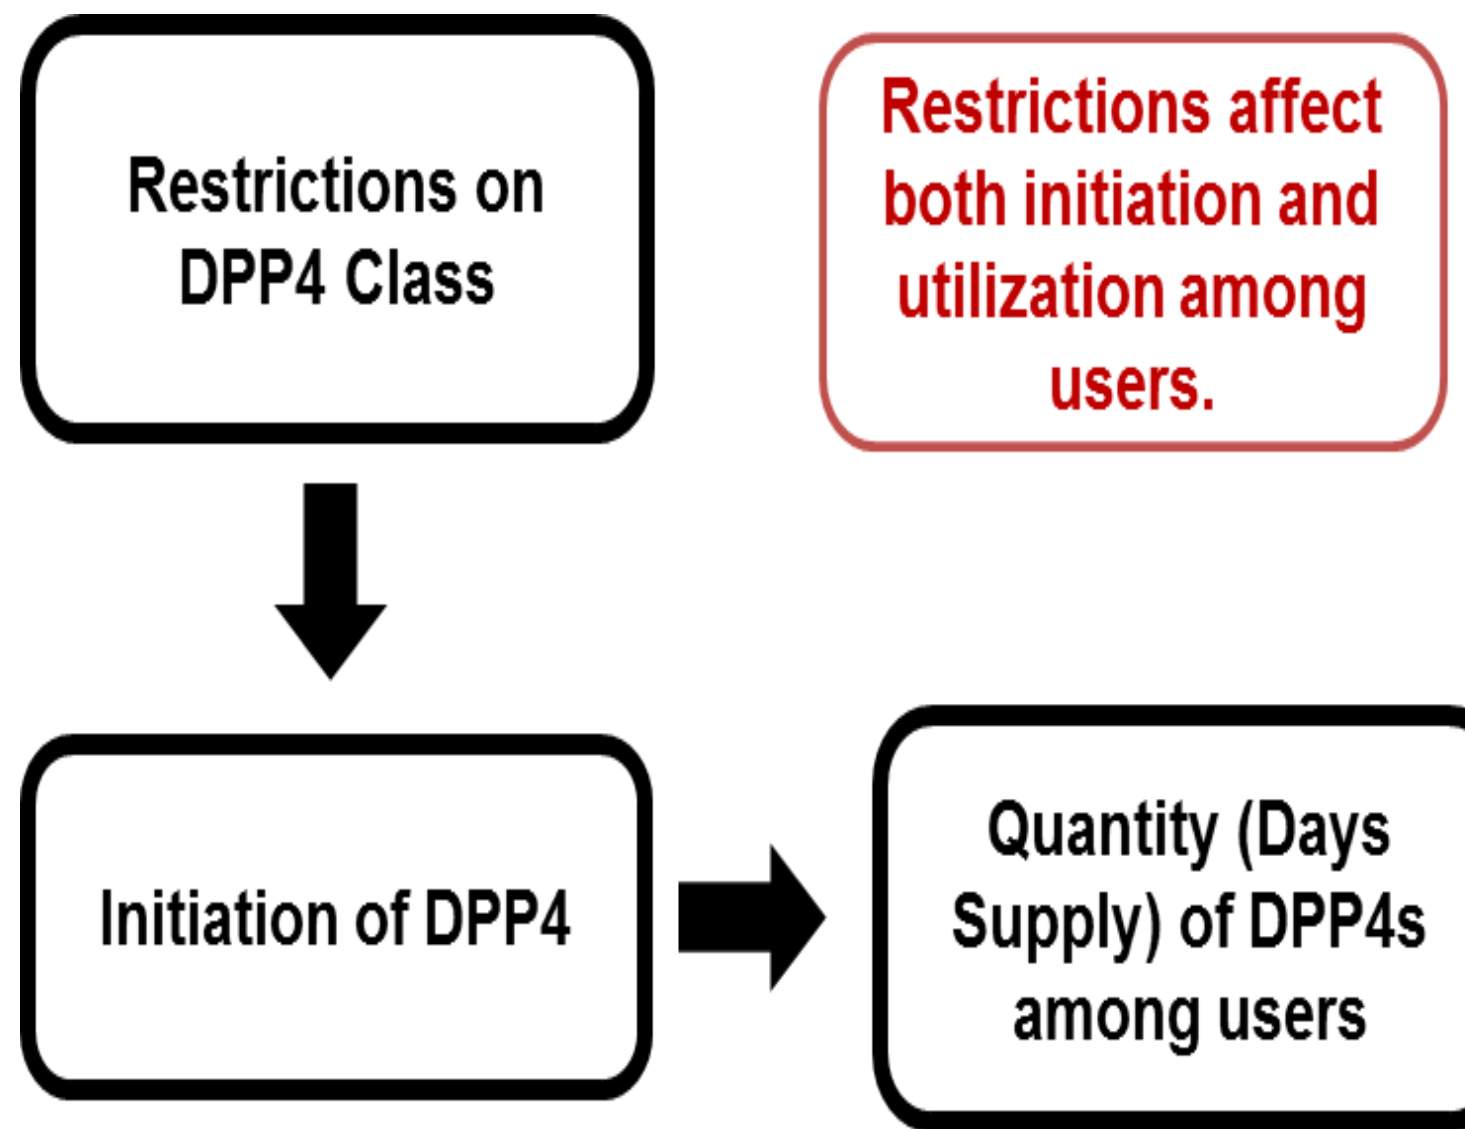 Restrictions on
DPP4 Class
Restrictions affect
both initiation and
utilization among
users.
Initiation of DPP4
Quantity (Days
Supply) of DPP4s
among users